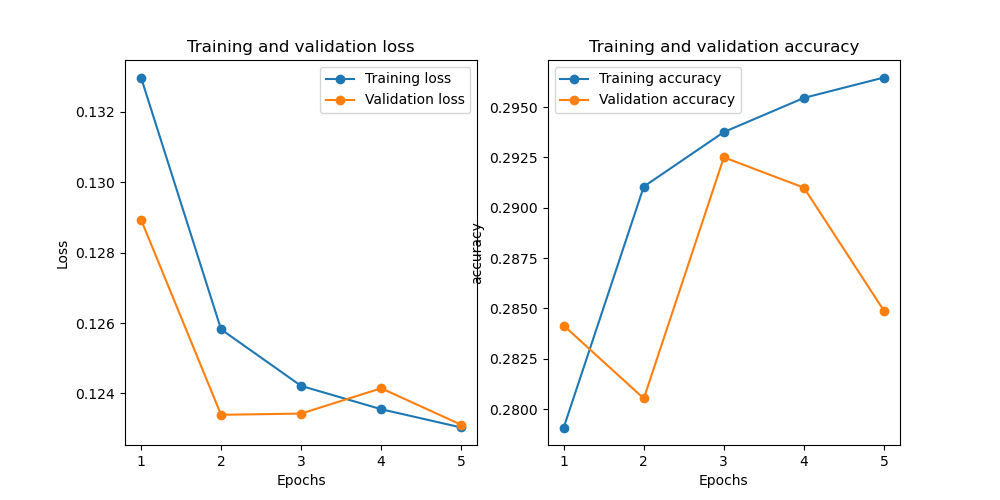 Training and validation loss
Training loss
Validation loss
0.132
0.130
0.128
0.126
0.124
Loss
1 2 3 4 5
Epochs
Training and validation accuracy
Training accuracy
Validation accuracy
0.2950
0.2925
0.2900
0.2875
0.2850
0.2825
0.2800
accuracy
1 2 3 4 5
Epochs